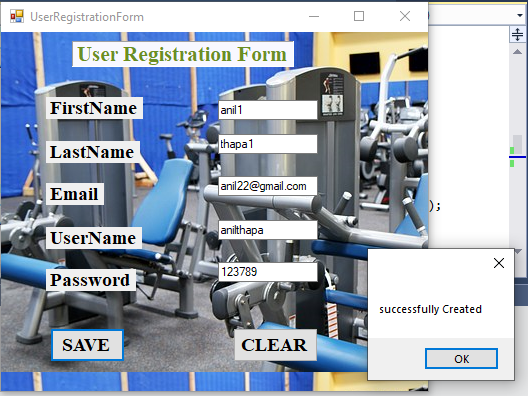 UserRegistrationForm
User Registration Form
FirstName anil1
LastName thapa1
Email anil22@gmail.com
UserName anilthapa
Password 123789
SAVE CLEAR
);
successfully Created
OK